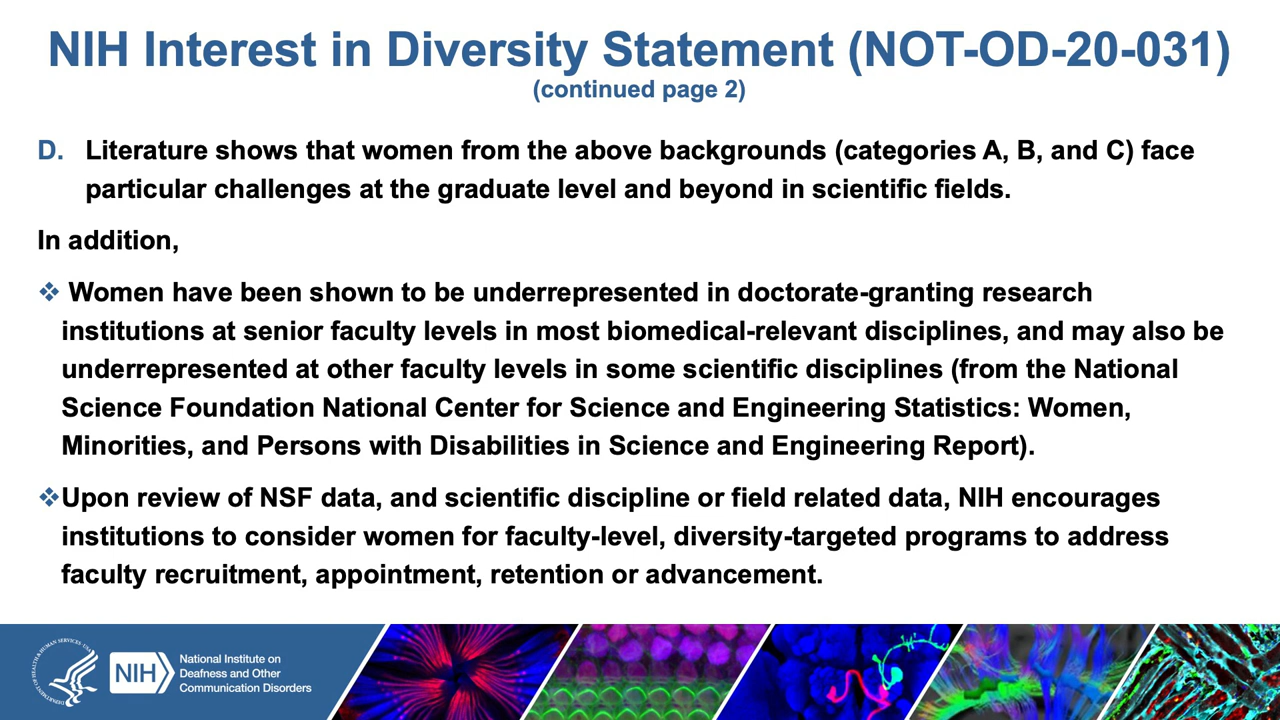 NIH Interest in Diversity Statement (NOT-OD-20-031)
(continued page 2)
D. Literature shows that women from the above backgrounds (categories A, B, and C) face
particular challenges at the graduate level and beyond in scientific fields.
In addition,
❖ Women have been shown to be underrepresented in doctorate-granting research
institutions at senior faculty levels in most biomedical-relevant disciplines, and may also be
underrepresented at other faculty levels in some scientific disciplines (from the National
Science Foundation National Center for Science and Engineering Statistics: Women,
Minorities, and Persons with Disabilities in Science and Engineering Report).
❖Upon review of NSF data, and scientific discipline or field related data, NIH encourages
institutions to consider women for faculty-level, diversity-targeted programs to address
faculty recruitment, appointment, retention or advancement.
DEPARTMENT OF HEALTH & HUMAN SERVICES · USA
NIH
National Institute on
Deafness and Other
Communication Disorders